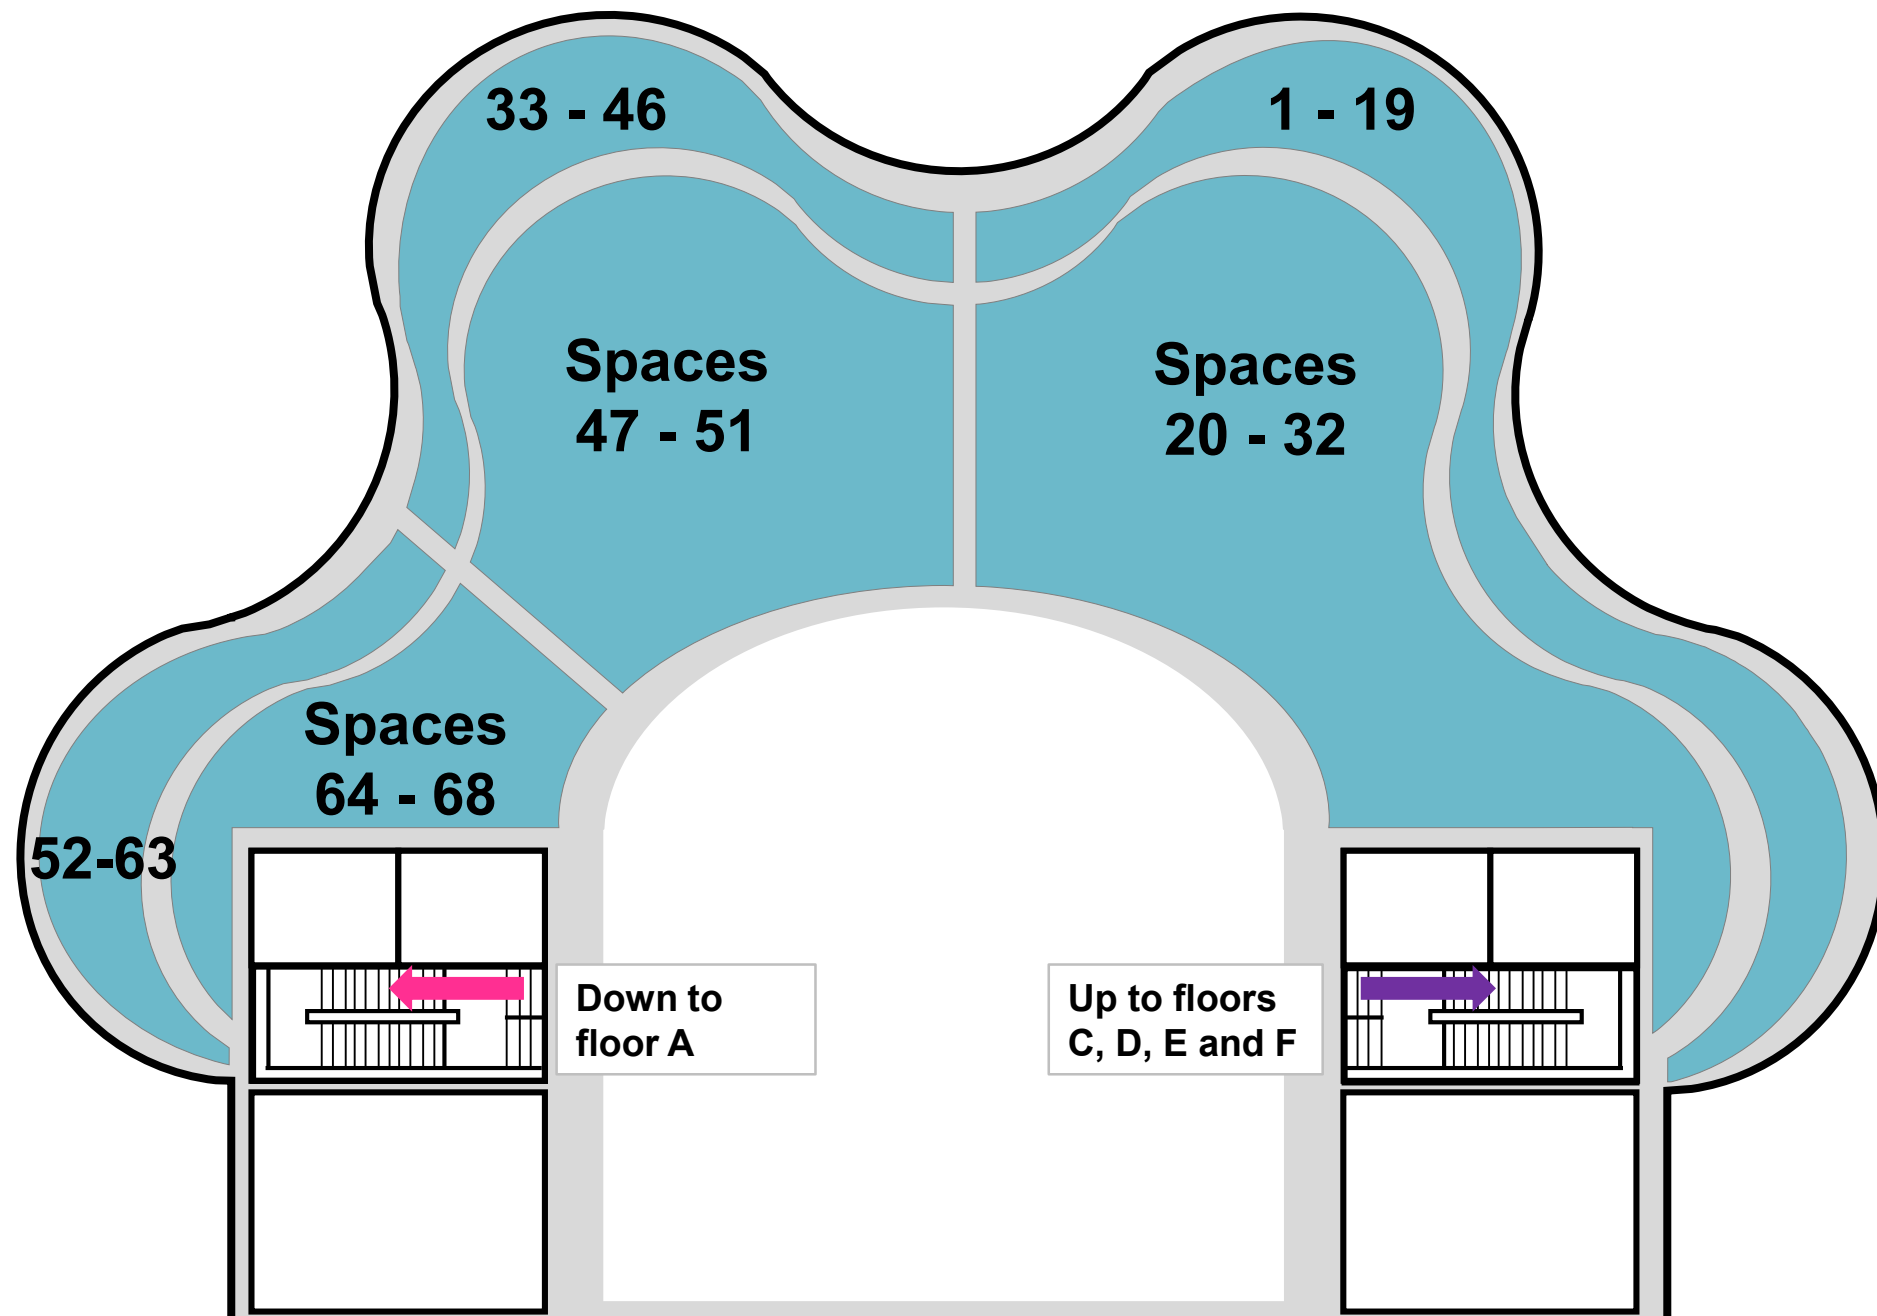 33 - 46
1 - 19
Spaces
47 - 51
Spaces
20 - 32
Spaces
64 - 68
52-63
Down to
floor A
Up to floors
C, D, E and F